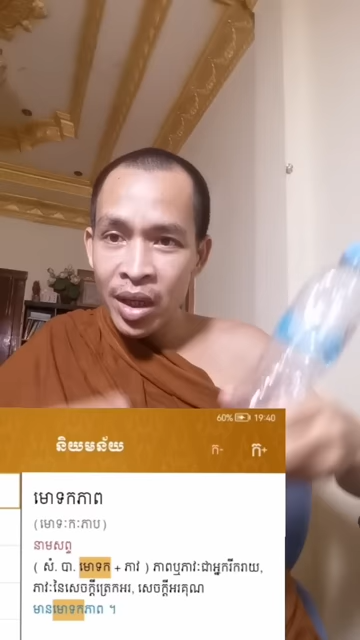 60% 19:40
និយមន័យ ក- ក+
មោទកភាព
(មោទៈកៈភាប)
នាមសព្ទ
( សំ. បា. មោទក + ភាវ ) ភាពឬភាវៈជាអ្នករីករាយ,
ភាវៈនៃសេចក្ដីត្រេកអរ, សេចក្ដីអរគុណ
មានមោទកភាព ។